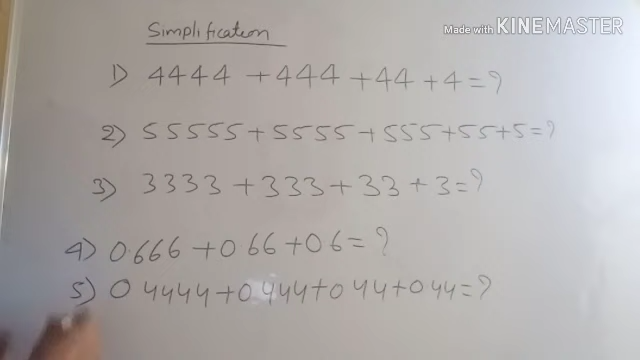 Made with KINEMASTER
Simplification
1) 4444 + 444 + 44 + 4 = ?
2) 55555 + 5555 + 555 + 55 + 5 = ?
3) 3333 + 333 + 33 + 3 = ?
4) 0.666 + 0 66 + 0 6 = ?
5) 0 4444 + 0.444 + 0 44 + 0 44 = ?